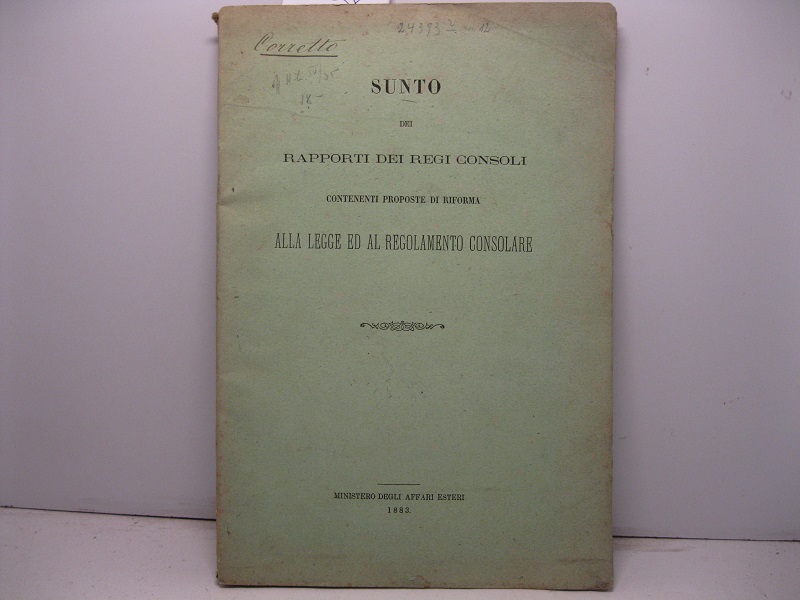 Corretto
SUNTO
DEI
RAPPORTI DEI REGI CONSOLI
CONTENENTI PROPOSTE DI RIFORMA
ALLA LEGGE ED AL REGOLAMENTO CONSOLARE
MINISTERO DEGLI AFFARI ESTERI
1883.